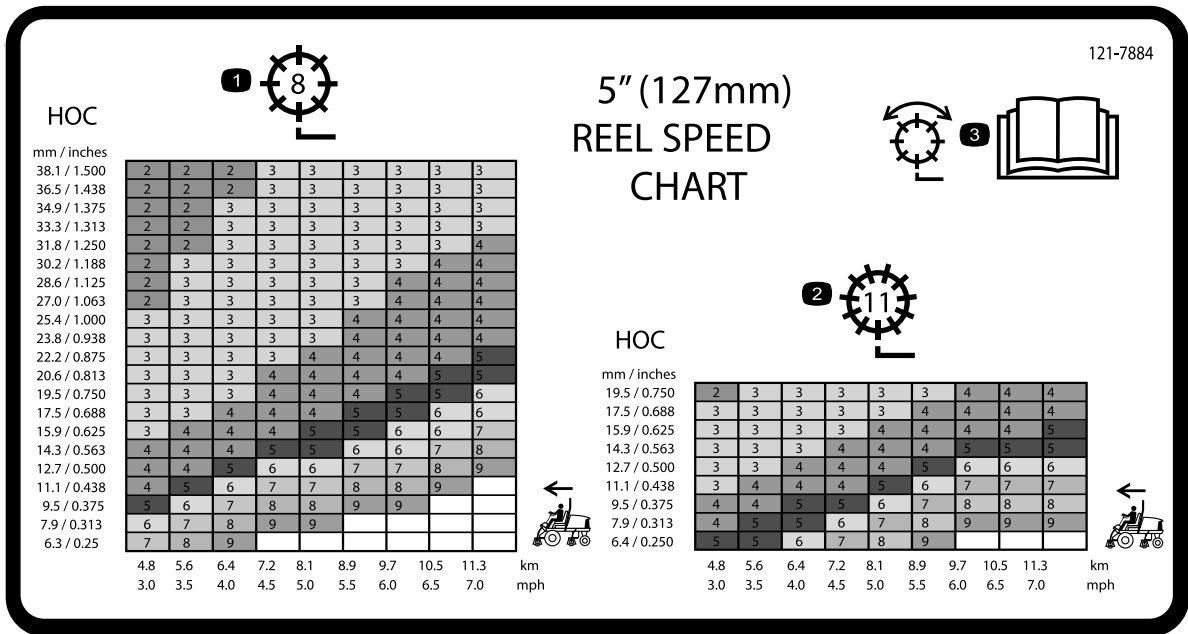 121-7884
5" (127mm)
REEL SPEED
CHART
1
8
HOC
mm / inches
38.1 / 1.500 2 2 2 3 3 3 3 3 3
36.5 / 1.438 2 2 2 3 3 3 3 3 3
34.9 / 1.375 2 2 3 3 3 3 3 3 3
33.3 / 1.313 2 2 3 3 3 3 3 3 3
31.8 / 1.250 2 2 3 3 3 3 3 3 4
30.2 / 1.188 2 3 3 3 3 3 3 4 4
28.6 / 1.125 2 3 3 3 3 3 4 4 4
27.0 / 1.063 2 3 3 3 3 3 4 4 4
25.4 / 1.000 3 3 3 3 3 4 4 4 4
23.8 / 0.938 3 3 3 3 3 4 4 4 4
22.2 / 0.875 3 3 3 3 4 4 4 4 5
20.6 / 0.813 3 3 3 4 4 4 4 5 5
19.5 / 0.750 3 3 3 4 4 4 5 5 6
17.5 / 0.688 3 3 4 4 4 5 5 6 6
15.9 / 0.625 3 4 4 4 5 5 6 6 7
14.3 / 0.563 4 4 4 5 5 6 6 7 8
12.7 / 0.500 4 4 5 6 6 7 7 8 9
11.1 / 0.438 4 5 6 7 7 8 8 9
9.5 / 0.375 5 6 7 8 8 9 9
7.9 / 0.313 6 7 8 9 9
6.3 / 0.25 7 8 9
4.8 5.6 6.4 7.2 8.1 8.9 9.7 10.5 11.3 km
3.0 3.5 4.0 4.5 5.0 5.5 6.0 6.5 7.0 mph
3
2
11
HOC
mm / inches
19.5 / 0.750 2 3 3 3 3 3 4 4 4
17.5 / 0.688 3 3 3 3 3 4 4 4 4
15.9 / 0.625 3 3 3 3 4 4 4 4 5
14.3 / 0.563 3 3 3 4 4 4 5 5 5
12.7 / 0.500 3 3 4 4 4 5 6 6 6
11.1 / 0.438 3 4 4 4 5 6 7 7 7
9.5 / 0.375 4 4 5 5 6 7 8 8 8
7.9 / 0.313 4 5 5 6 7 8 9 9 9
6.4 / 0.250 5 5 6 7 8 9
4.8 5.6 6.4 7.2 8.1 8.9 9.7 10.5 11.3 km
3.0 3.5 4.0 4.5 5.0 5.5 6.0 6.5 7.0 mph